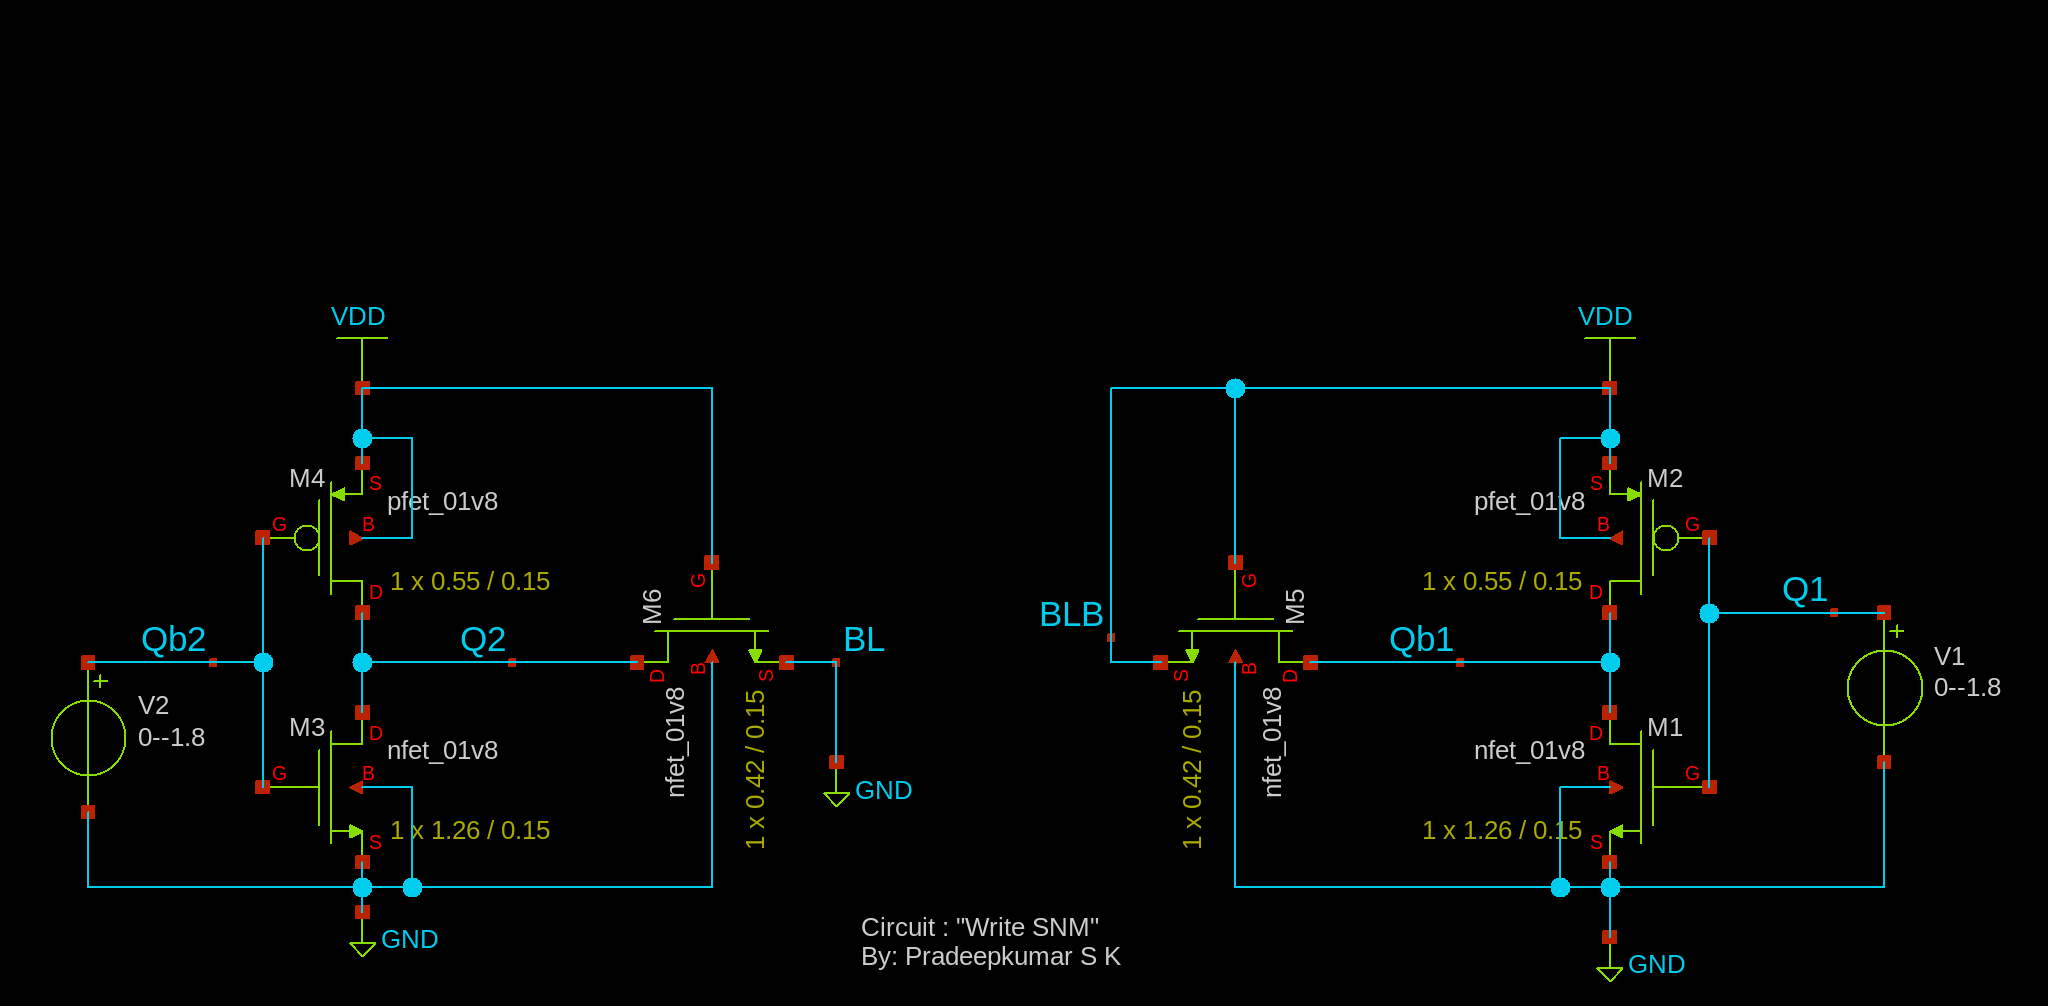 VDD
VDD
M4
S
pfet_01v8
G
B
1 x 0.55 / 0.15
D
M2
S
pfet_01v8
B
G
1 x 0.55 / 0.15
D
M6
G
BLB
G
M5
Q1
Qb2
Q2
BL
Qb1
D
B
S
S
B
D
V2
0--1.8
V1
0--1.8
nfet_01v8
1 x 0.42 / 0.15
1 x 0.42 / 0.15
nfet_01v8
M3
D
nfet_01v8
G
B
1 x 1.26 / 0.15
S
M1
D
nfet_01v8
B
G
1 x 1.26 / 0.15
S
GND
GND
GND
Circuit : "Write SNM"
By: Pradeepkumar S K